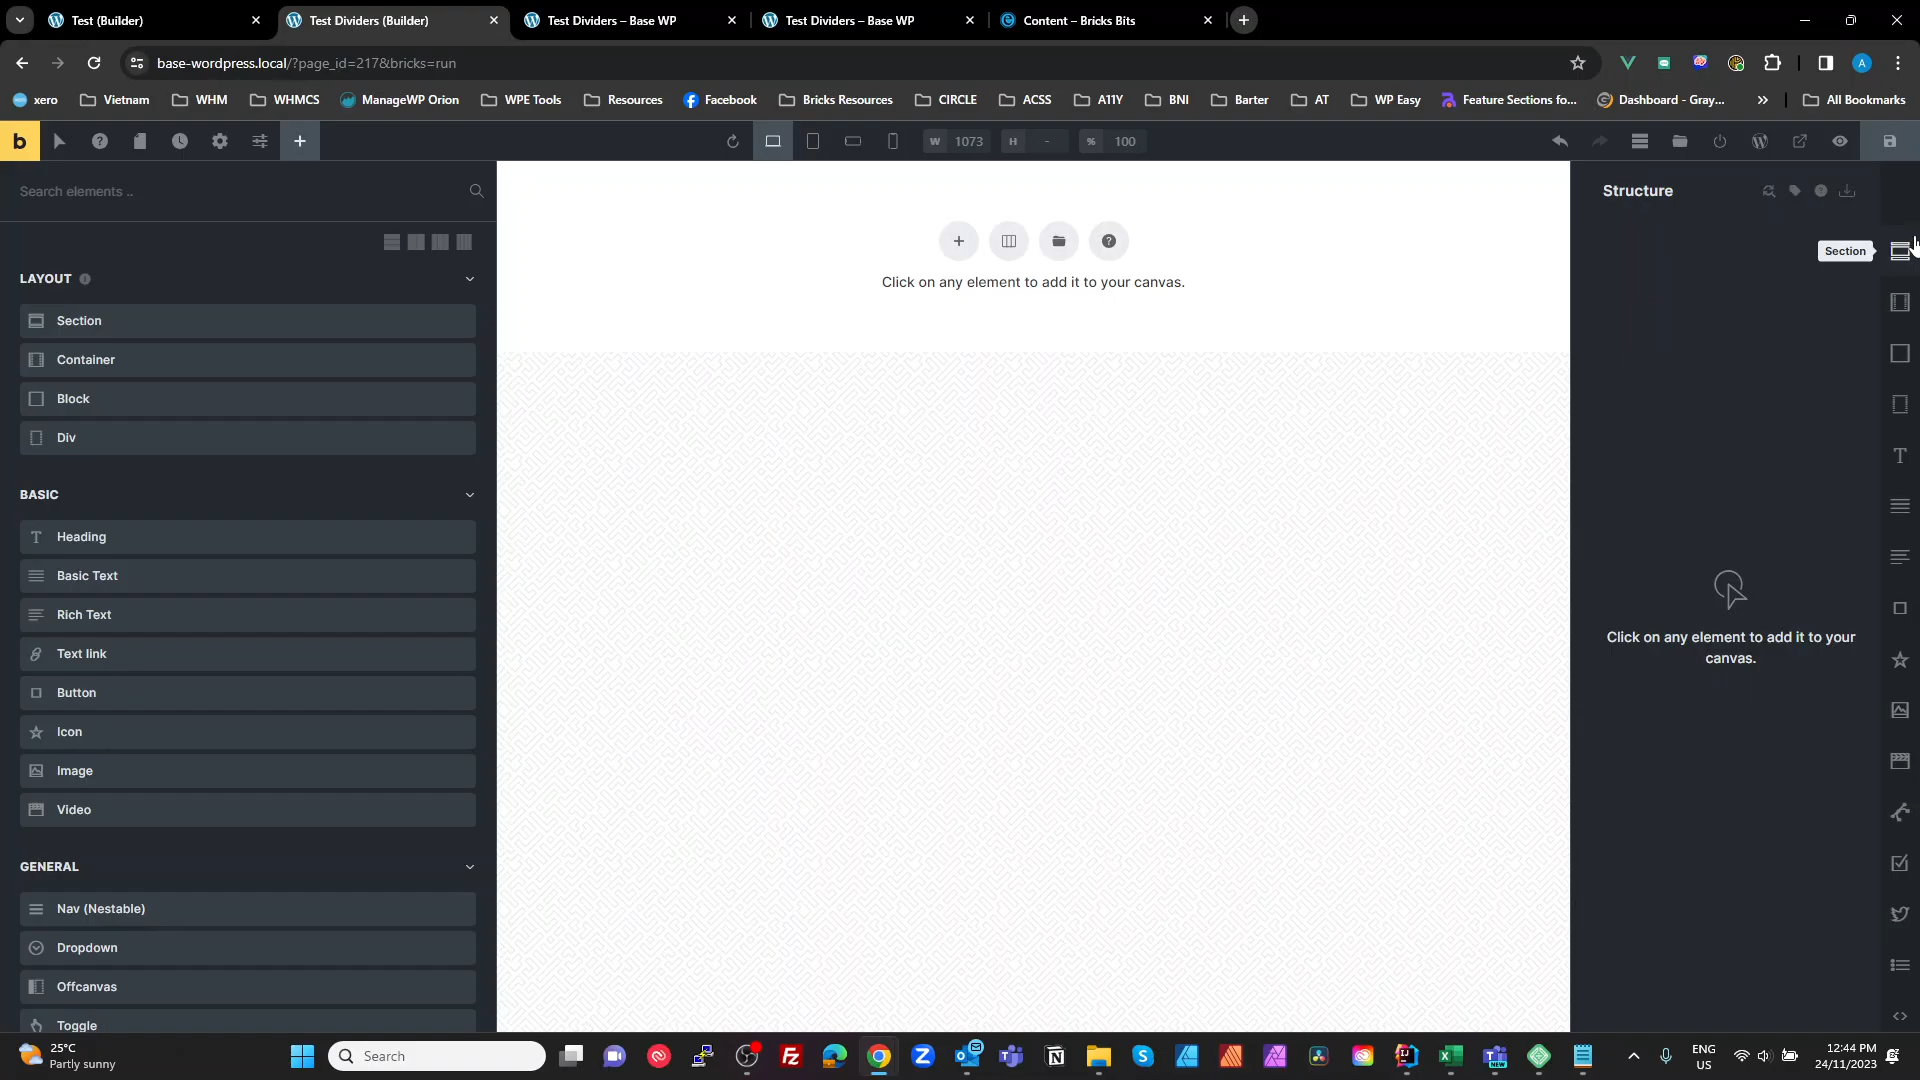 Test (Builder)
Test Dividers (Builder)
Test Dividers – Base WP
Test Dividers – Base WP
Content – Bricks Bits
base-wordpress.local/?page_id=217&bricks=run
A
xero
Vietnam
WHM
WHMCS
ManageWP Orion
WPE Tools
Resources
Facebook
Bricks Resources
CIRCLE
ACSS
A11Y
BNI
Barter
AT
WP Easy
Feature Sections fo...
Dashboard - Gray...
All Bookmarks
b
W 1073
H -
% 100
Search elements ..
Structure
Section
LAYOUT
Section
Container
Block
Div
Click on any element to add it to your canvas.
BASIC
Heading
Basic Text
Rich Text
Text link
Button
Icon
Image
Video
Click on any element to add it to your
canvas.
GENERAL
Nav (Nestable)
Dropdown
Offcanvas
Toggle
25°C
Partly sunny
Search
ENG
US
12:44 PM
24/11/2023